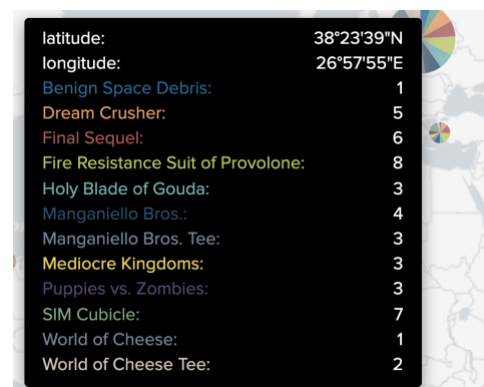 latitude: 38°23'39"N
longitude: 26°57'55"E
Benign Space Debris: 1
Dream Crusher: 5
Final Sequel: 6
Fire Resistance Suit of Provolone: 8
Holy Blade of Gouda: 3
Manganiello Bros.: 4
Manganiello Bros. Tee: 3
Mediocre Kingdoms: 3
Puppies vs. Zombies: 3
SIM Cubicle: 7
World of Cheese: 1
World of Cheese Tee: 2